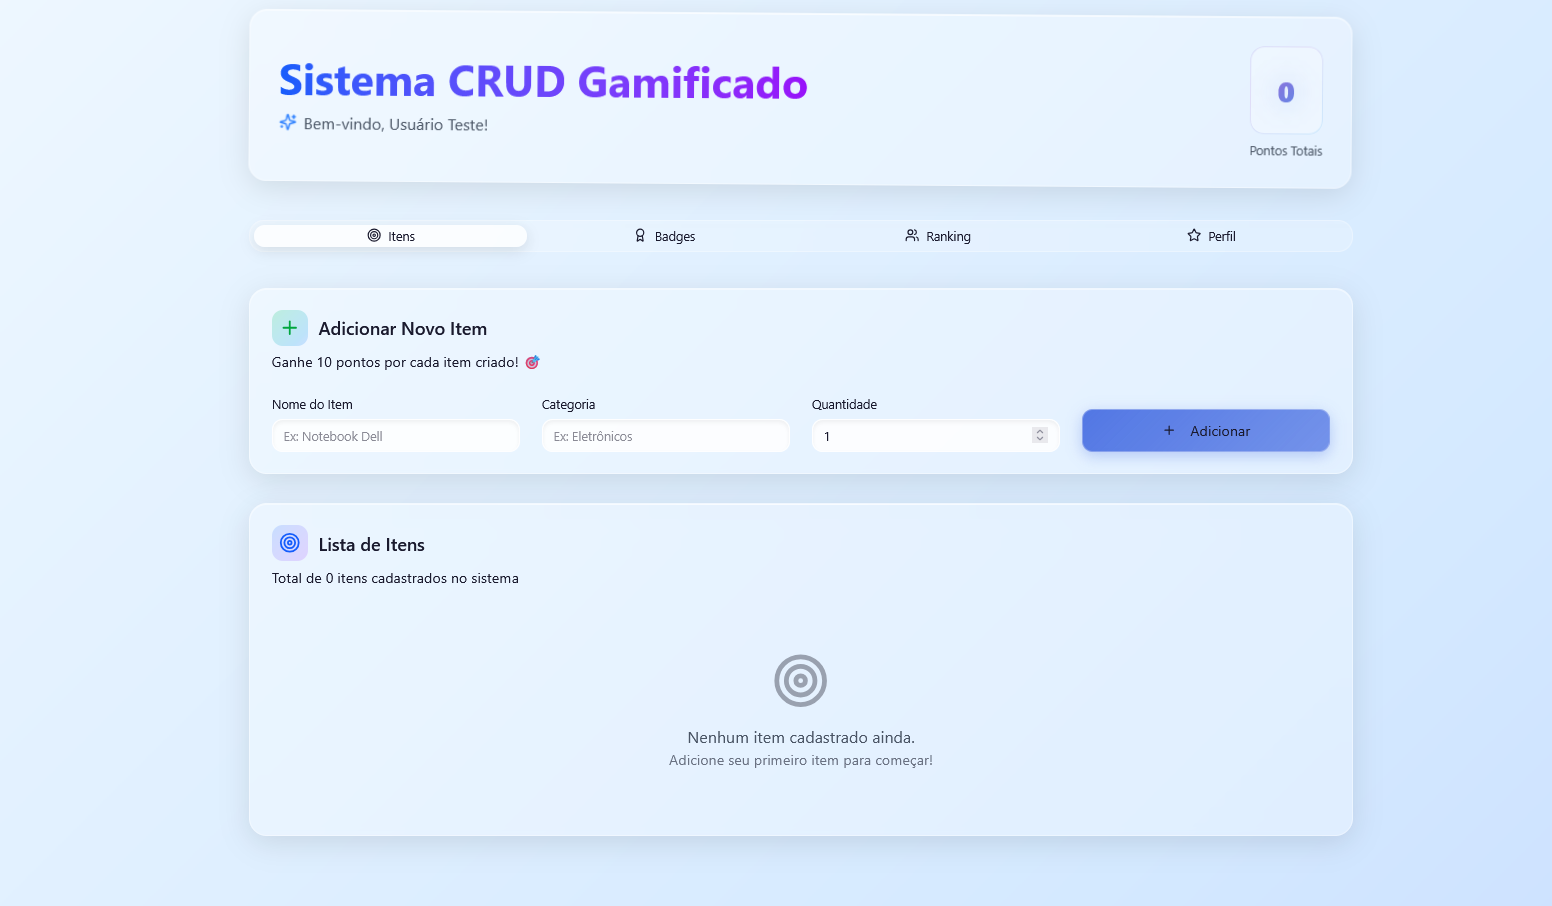 Sistema CRUD Gamificado
Bem-vindo, Usuário Teste!
0
Pontos Totais
Itens
Badges
Ranking
Perfil
Adicionar Novo Item
Ganhe 10 pontos por cada item criado! 🎯
Nome do Item
Categoria
Quantidade
Ex: Notebook Dell
Ex: Eletrônicos
1
Adicionar
Lista de Itens
Total de 0 itens cadastrados no sistema
Nenhum item cadastrado ainda.
Adicione seu primeiro item para começar!